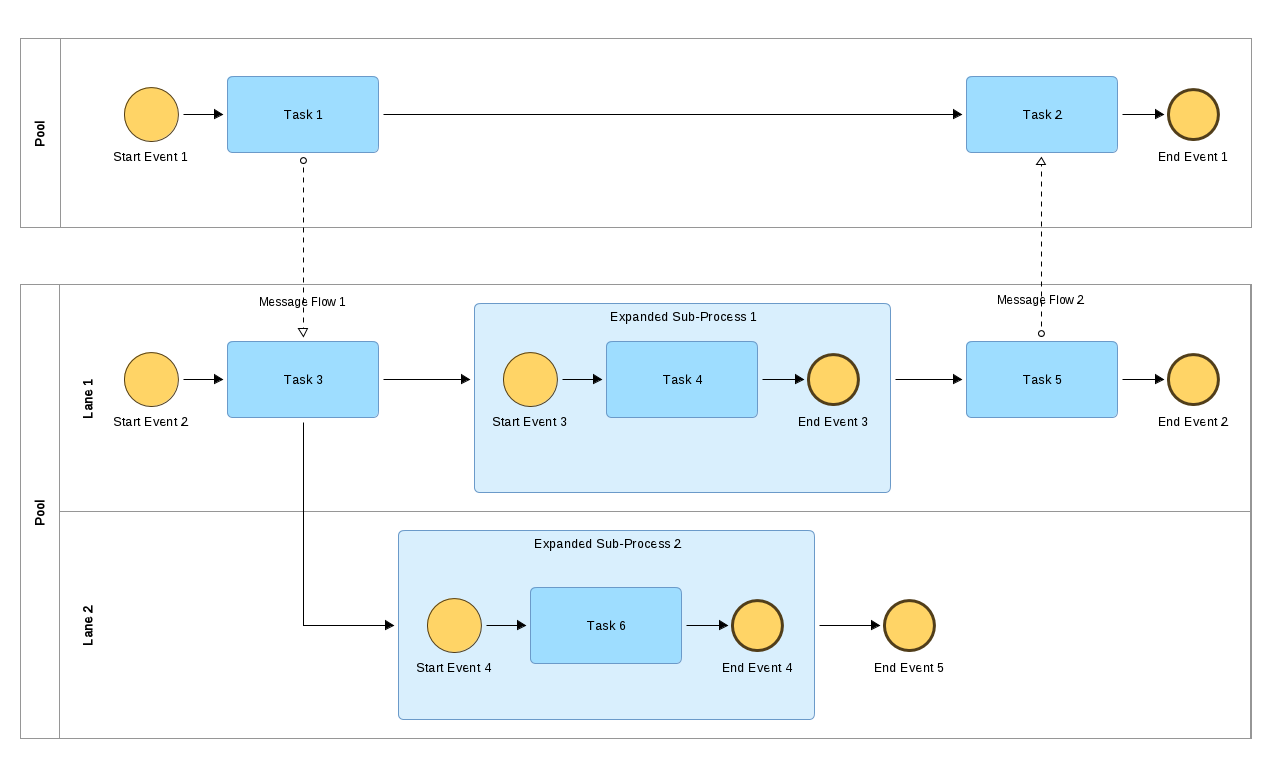 Pool
Task 1
Task 2
Start Event 1
End Event 1
Message Flow 1
Message Flow 2
Pool
Lane 1
Expanded Sub-Process 1
Task 3
Task 4
Task 5
Start Event 2
Start Event 3
End Event 3
End Event 2
Lane 2
Expanded Sub-Process 2
Task 6
Start Event 4
End Event 4
End Event 5